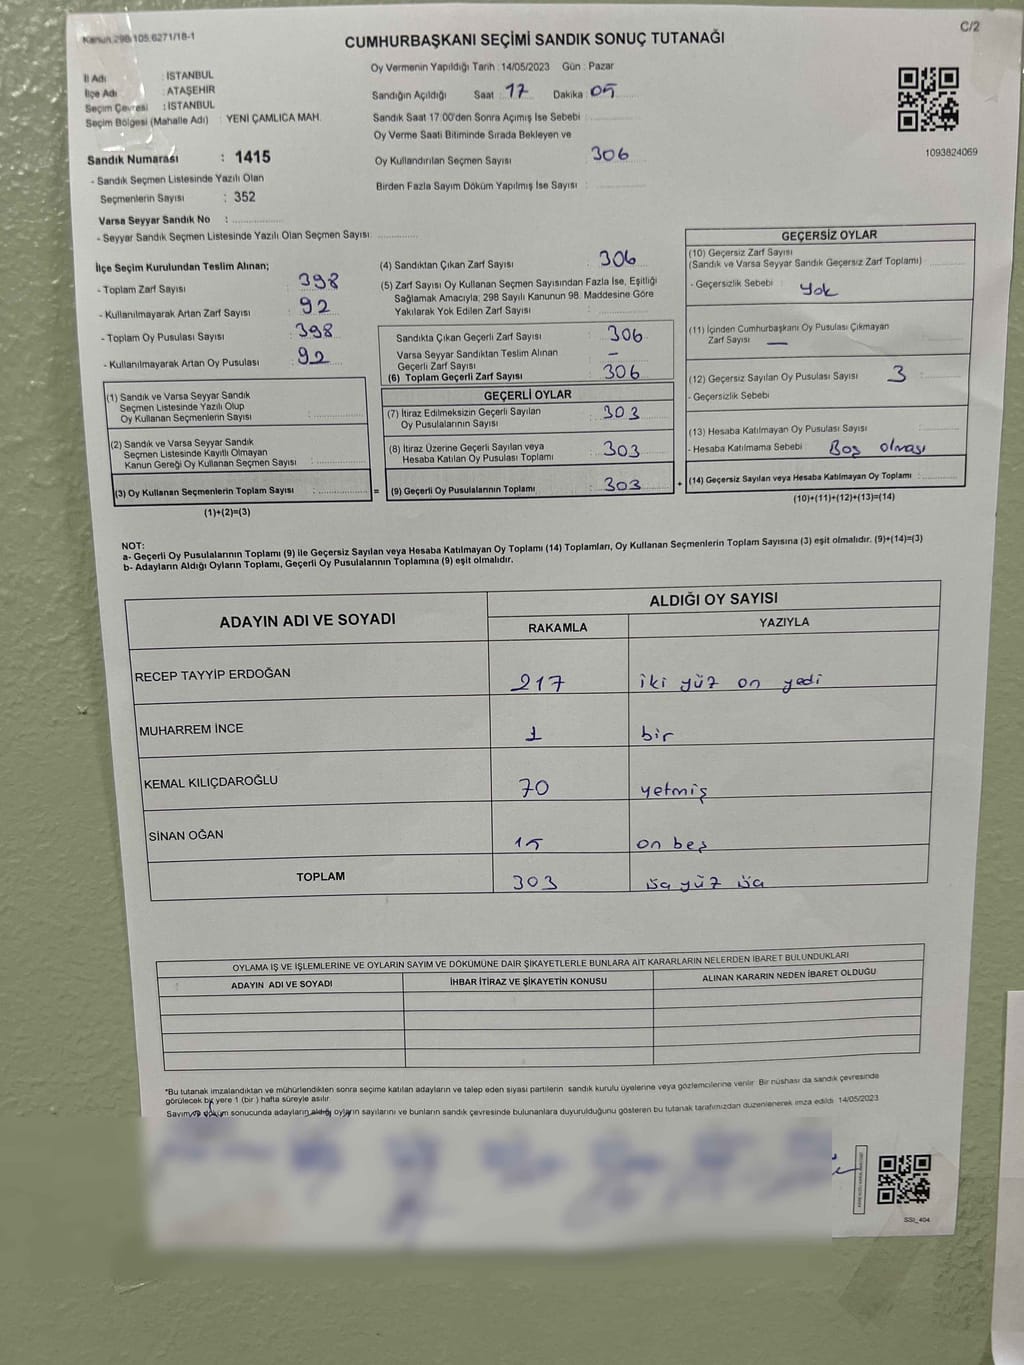 Kanun:298/105,6271/18-1
C/2
CUMHURBAŞKANI SEÇİMİ SANDIK SONUÇ TUTANAĞI
İl Adı : İSTANBUL
İlçe Adı : ATAŞEHİR
Seçim Çevresi : İSTANBUL
Seçim Bölgesi (Mahalle Adı) : YENİ ÇAMLICA MAH.
Sandık Numarası : 1415
- Sandık Seçmen Listesinde Yazılı Olan
Seçmenlerin Sayısı : 352
Varsa Seyyar Sandık No :
- Seyyar Sandık Seçmen Listesinde Yazılı Olan Seçmen Sayısı:
Oy Vermenin Yapıldığı Tarih : 14/05/2023 Gün : Pazar
Sandığın Açıldığı Saat : 17 Dakika : 05
Sandık Saat 17:00'den Sonra Açımış İse Sebebi :
Oy Verme Saati Bitiminde Sırada Bekleyen ve
Oy Kullandırılan Seçmen Sayısı : 306
Birden Fazla Sayım Döküm Yapılmış İse Sayısı :
1093824069
İlçe Seçim Kurulundan Teslim Alınan;
- Toplam Zarf Sayısı : 398
- Kullanılmayarak Artan Zarf Sayısı : 92
- Toplam Oy Pusulası Sayısı : 398
- Kullanılmayarak Artan Oy Pusulası : 92
(1) Sandık ve Varsa Seyyar Sandık
Seçmen Listesinde Yazılı Olup
Oy Kullanan Seçmenlerin Sayısı :
(2) Sandık ve Varsa Seyyar Sandık
Seçmen Listesinde Kayıtlı Olmayan
Kanun Gereği Oy Kullanan Seçmen Sayısı :
(3) Oy Kullanan Seçmenlerin Toplam Sayısı : =
(1)+(2)=(3)
(4) Sandıktan Çıkan Zarf Sayısı : 306
(5) Zarf Sayısı Oy Kullanan Seçmen Sayısından Fazla İse, Eşitliği
Sağlamak Amacıyla; 298 Sayılı Kanunun 98. Maddesine Göre
Yakılarak Yok Edilen Zarf Sayısı :
Sandıkta Çıkan Geçerli Zarf Sayısı : 306
Varsa Seyyar Sandıktan Teslim Alınan
Geçerli Zarf Sayısı : –
(6) Toplam Geçerli Zarf Sayısı : 306
GEÇERLİ OYLAR
(7) İtiraz Edilmeksizin Geçerli Sayılan
Oy Pusulalarının Sayısı : 303
(8) İtiraz Üzerine Geçerli Sayılan veya
Hesaba Katılan Oy Pusulası Toplamı : 303
(9) Geçerli Oy Pusulalarının Toplamı : 303 +
GEÇERSİZ OYLAR
(10) Geçersiz Zarf Sayısı
(Sandık ve Varsa Seyyar Sandık Geçersiz Zarf Toplamı) :
- Geçersizlik Sebebi : Yok
(11) İçinden Cumhurbaşkanı Oy Pusulası Çıkmayan
Zarf Sayısı —
(12) Geçersiz Sayılan Oy Pusulası Sayısı 3
- Geçersizlik Sebebi
(13) Hesaba Katılmayan Oy Pusulası Sayısı
- Hesaba Katılmama Sebebi : Boş olması
(14) Geçersiz Sayılan veya Hesaba Katılmayan Oy Toplamı :
(10)+(11)+(12)+(13)=(14)
NOT:
a- Geçerli Oy Pusulalarının Toplamı (9) ile Geçersiz Sayılan veya Hesaba Katılmayan Oy Toplamı (14) Toplamları, Oy Kullanan Seçmenlerin Toplam Sayısına (3) eşit olmalıdır. (9)+(14)=(3)
b- Adayların Aldığı Oyların Toplamı, Geçerli Oy Pusulalarının Toplamına (9) eşit olmalıdır.
ADAYIN ADI VE SOYADI
ALDIĞI OY SAYISI
RAKAMLA YAZIYLA
RECEP TAYYİP ERDOĞAN 217 iki yüz on yedi
MUHARREM İNCE 1 bir
KEMAL KILIÇDAROĞLU 70 yetmiş
SİNAN OĞAN 15 on beş
TOPLAM 303 üç yüz üç
OYLAMA İŞ VE İŞLEMLERİNE VE OYLARIN SAYIM VE DÖKÜMÜNE DAİR ŞİKAYETLERLE BUNLARA AİT KARARLARIN NELERDEN İBARET BULUNDUKLARI
ADAYIN ADI VE SOYADI İHBAR İTİRAZ VE ŞİKAYETİN KONUSU ALINAN KARARIN NEDEN İBARET OLDUĞU
*Bu tutanak imzalandıktan ve mühürlendikten sonra seçime katılan adayların ve talep eden siyasi partilerin sandık kurulu üyelerine veya gözlemcilerine verilir. Bir nüshası da sandık çevresinde
görülecek bir yere 1 (bir ) hafta süreyle asılır.
Sayım ve döküm sonucunda adayların aldığı oyların sayılarını ve bunların sandık çevresinde bulunanlara duyurulduğunu gösteren bu tutanak tarafımızdan düzenlenerek imza edildi. 14/05/2023
SSİ_404